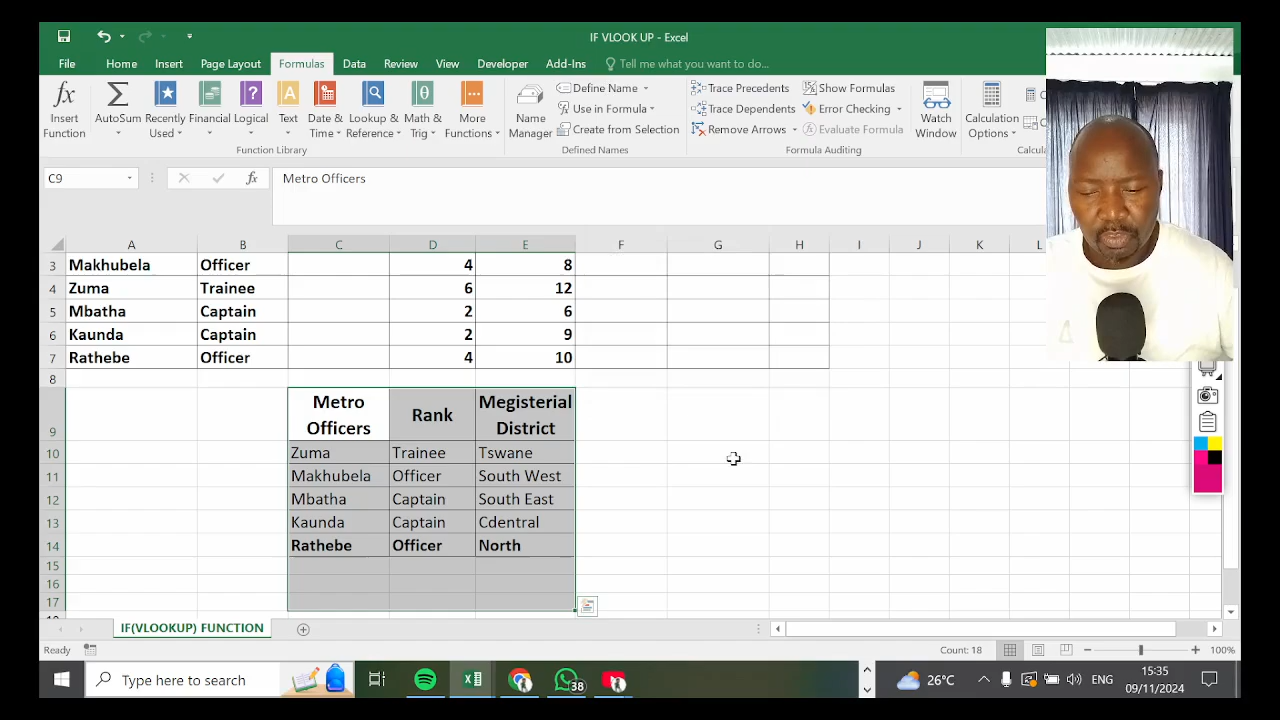 IF VLOOK UP - Excel
File Home Insert Page Layout Formulas Data Review View Developer Add-Ins Tell me what you want to do...
Insert Function
AutoSum
Recently Used
Financial
Logical
Text
Date & Time
Lookup & Reference
Math & Trig
More Functions
Function Library
Name Manager
Define Name
Use in Formula
Create from Selection
Defined Names
Trace Precedents
Trace Dependents
Remove Arrows
Show Formulas
Error Checking
Evaluate Formula
Formula Auditing
Watch Window
Calculation Options
C9 fx Metro Officers
A B C D E F G H I J K L
3 Makhubela Officer 4 8
4 Zuma Trainee 6 12
5 Mbatha Captain 2 6
6 Kaunda Captain 2 9
7 Rathebe Officer 4 10
8
9 Metro Officers Rank Megisterial District
10 Zuma Trainee Tswane
11 Makhubela Officer South West
12 Mbatha Captain South East
13 Kaunda Captain Cdentral
14 Rathebe Officer North
15
16
17
IF(VLOOKUP) FUNCTION
Ready Count: 18 100%
Type here to search 38 26°C ENG 15:35
09/11/2024